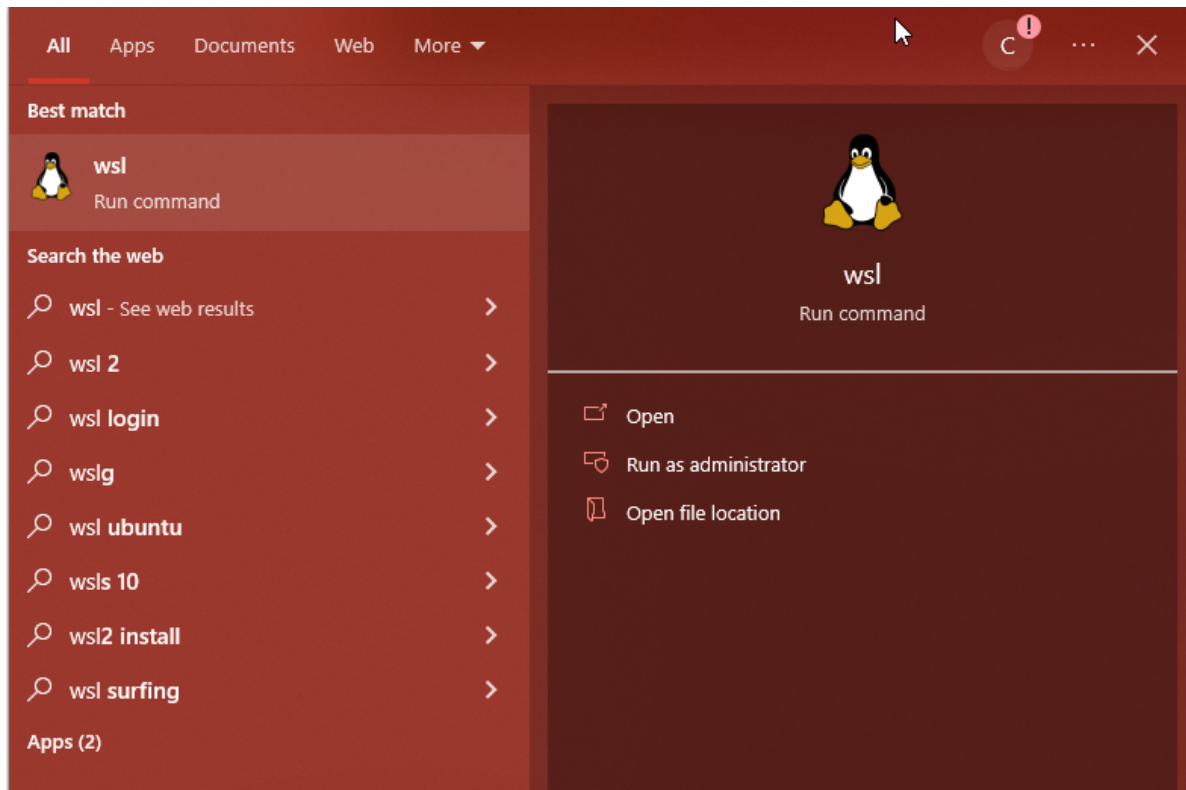 All Apps Documents Web More
C !
Best match
wsl
Run command
Search the web
wsl - See web results
wsl 2
wsl login
wslg
wsl ubuntu
wsls 10
wsl2 install
wsl surfing
Apps (2)
wsl
Run command
Open
Run as administrator
Open file location